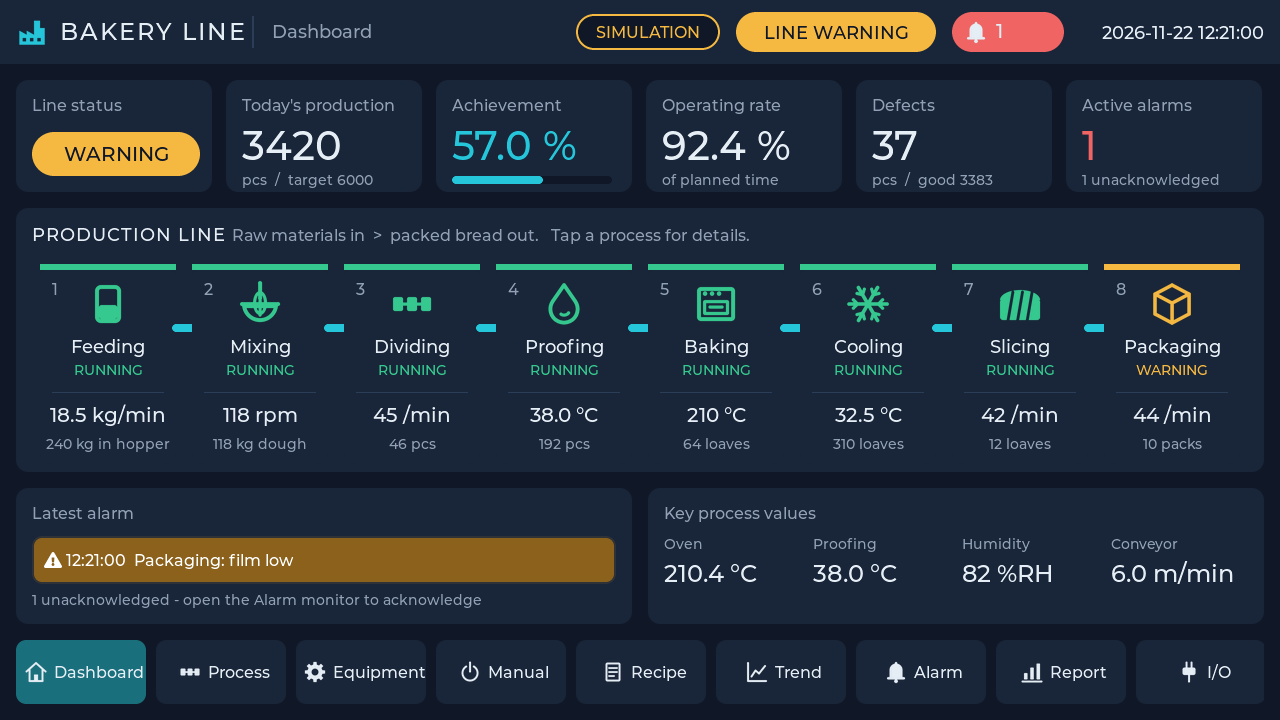 BAKERY LINE
Dashboard
SIMULATION
LINE WARNING
1
2026-11-22 12:21:00
Line status
WARNING
Today's production
3420
pcs / target 6000
Achievement
57.0 %
Operating rate
92.4 %
of planned time
Defects
37
pcs / good 3383
Active alarms
1
1 unacknowledged
PRODUCTION LINE Raw materials in > packed bread out. Tap a process for details.
1
Feeding
RUNNING
18.5 kg/min
240 kg in hopper
2
Mixing
RUNNING
118 rpm
118 kg dough
3
Dividing
RUNNING
45 /min
46 pcs
4
Proofing
RUNNING
38.0 °C
192 pcs
5
Baking
RUNNING
210 °C
64 loaves
6
Cooling
RUNNING
32.5 °C
310 loaves
7
Slicing
RUNNING
42 /min
12 loaves
8
Packaging
WARNING
44 /min
10 packs
Latest alarm
12:21:00 Packaging: film low
1 unacknowledged - open the Alarm monitor to acknowledge
Key process values
Oven
210.4 °C
Proofing
38.0 °C
Humidity
82 %RH
Conveyor
6.0 m/min
Dashboard
Process
Equipment
Manual
Recipe
Trend
Alarm
Report
I/O